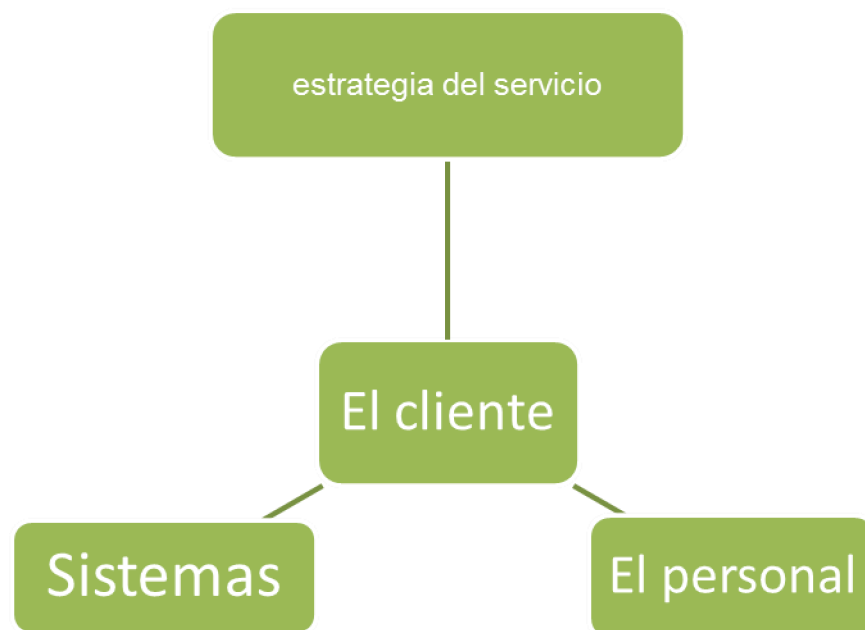 estrategia del servicio
El cliente
Sistemas
El personal